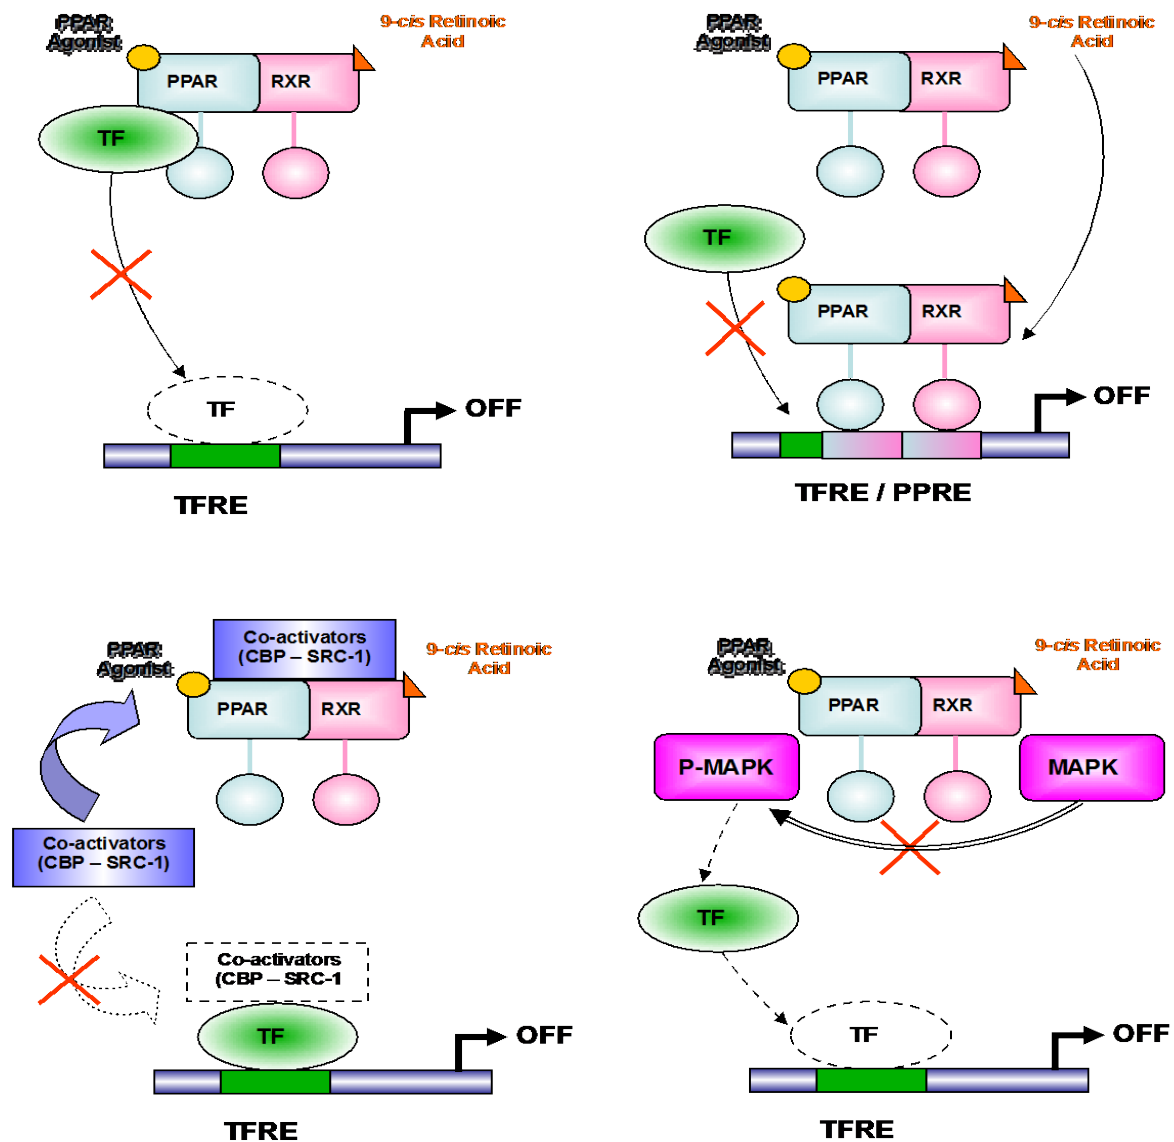 PPAR
Agonist
9-cis Retinoic
Acid
PPAR
RXR
TF
TF
OFF
TFRE
PPAR
Agonist
9-cis Retinoic
Acid
PPAR
RXR
TF
PPAR
RXR
OFF
TFRE / PPRE
Co-activators
(CBP – SRC-1)
PPAR
Agonist
9-cis Retinoic
Acid
PPAR
RXR
Co-activators
(CBP – SRC-1)
Co-activators
(CBP – SRC-1
TF
OFF
TFRE
PPAR
Agonist
9-cis Retinoic
Acid
PPAR
RXR
P-MAPK
MAPK
TF
TF
OFF
TFRE